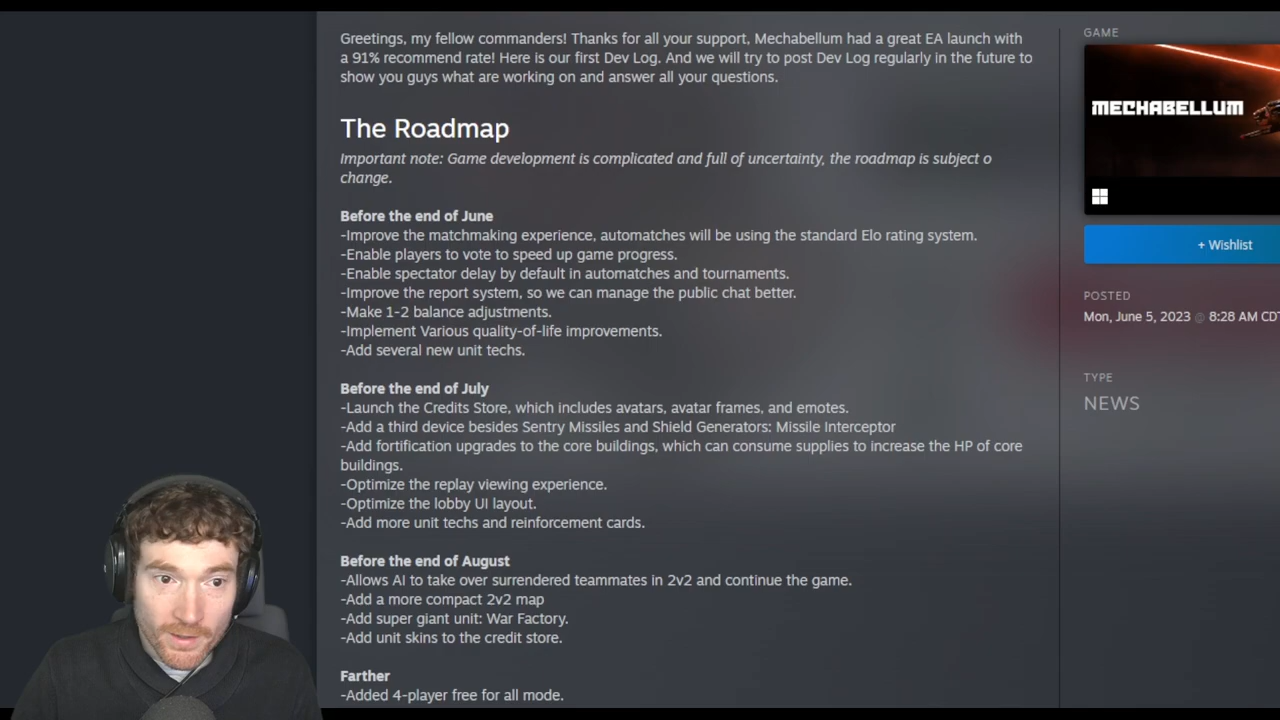 Greetings, my fellow commanders! Thanks for all your support, Mechabellum had a great EA launch with
a 91% recommend rate! Here is our first Dev Log. And we will try to post Dev Log regularly in the future to
show you guys what are working on and answer all your questions.
The Roadmap
Important note: Game development is complicated and full of uncertainty, the roadmap is subject o
change.
Before the end of June
-Improve the matchmaking experience, automatches will be using the standard Elo rating system.
-Enable players to vote to speed up game progress.
-Enable spectator delay by default in automatches and tournaments.
-Improve the report system, so we can manage the public chat better.
-Make 1-2 balance adjustments.
-Implement Various quality-of-life improvements.
-Add several new unit techs.
Before the end of July
-Launch the Credits Store, which includes avatars, avatar frames, and emotes.
-Add a third device besides Sentry Missiles and Shield Generators: Missile Interceptor
-Add fortification upgrades to the core buildings, which can consume supplies to increase the HP of core
buildings.
-Optimize the replay viewing experience.
-Optimize the lobby UI layout.
-Add more unit techs and reinforcement cards.
Before the end of August
-Allows AI to take over surrendered teammates in 2v2 and continue the game.
-Add a more compact 2v2 map
-Add super giant unit: War Factory.
-Add unit skins to the credit store.
Farther
-Added 4-player free for all mode.
GAME
MECHABELLUM
+ Wishlist
POSTED
Mon, June 5, 2023 @ 8:28 AM CDT
TYPE
NEWS